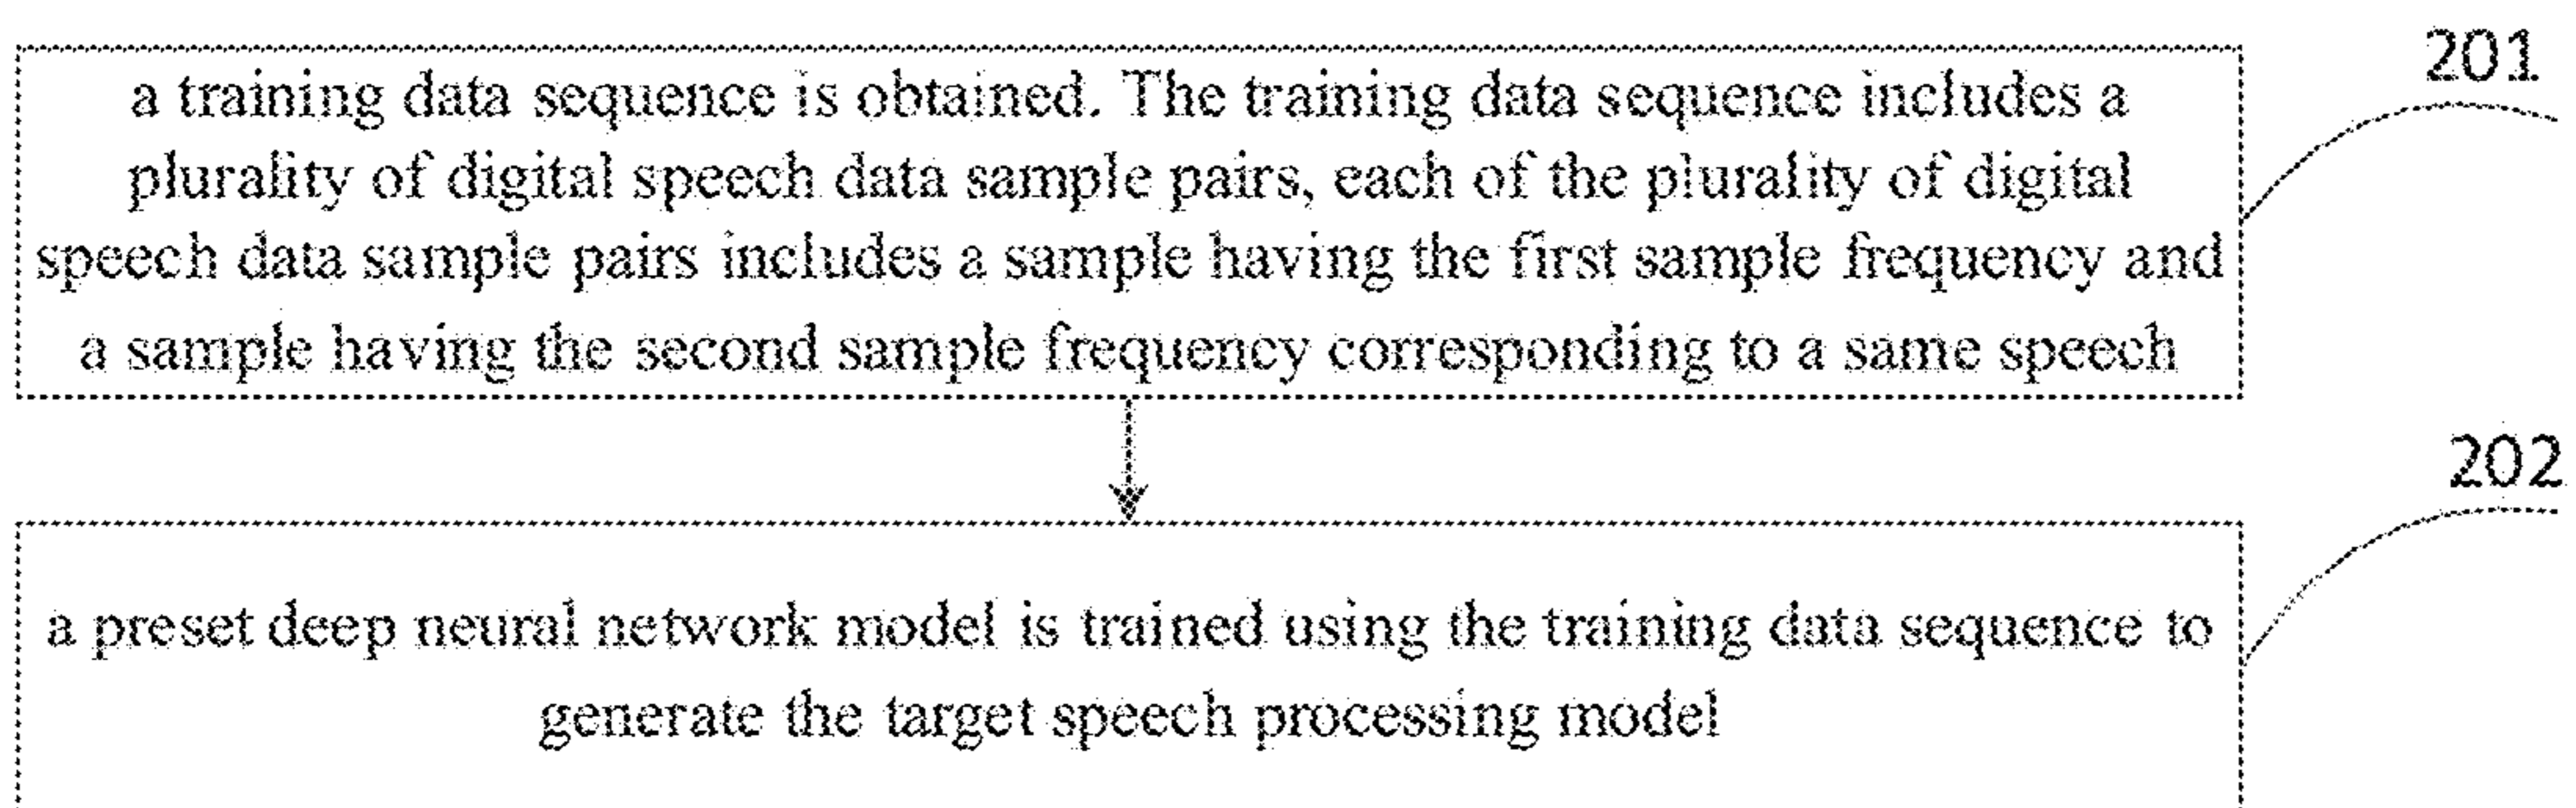 201
a training data sequence is obtained. The training data sequence includes a
plurality of digital speech data sample pairs, each of the plurality of digital
speech data sample pairs includes a sample having the first sample frequency and
a sample having the second sample frequency corresponding to a same speech
202
a preset deep neural network model is trained using the training data sequence to
generate the target speech processing model